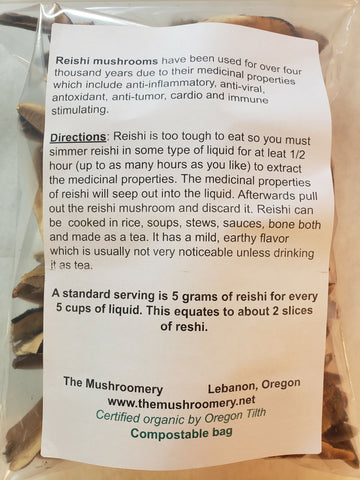 Reishi mushrooms have been used for over four
thousand years due to their medicinal properties
which include anti-inflammatory, anti-viral,
antoxidant, anti-tumor, cardio and immune
stimulating.
Directions: Reishi is too tough to eat so you must
simmer reishi in some type of liquid for at leat 1/2
hour (up to as many hours as you like) to extract
the medicinal properties. The medicinal properties
of reishi will seep out into the liquid. Afterwards pull
out the reishi mushroom and discard it. Reishi can
be cooked in rice, soups, stews, sauces, bone both
and made as a tea. It has a mild, earthy flavor
which is usually not very noticeable unless drinking
it as tea.
A standard serving is 5 grams of reishi for every
5 cups of liquid. This equates to about 2 slices
of reshi.
The Mushroomery Lebanon, Oregon
www.themushroomery.net
Certified organic by Oregon Tilth
Compostable bag